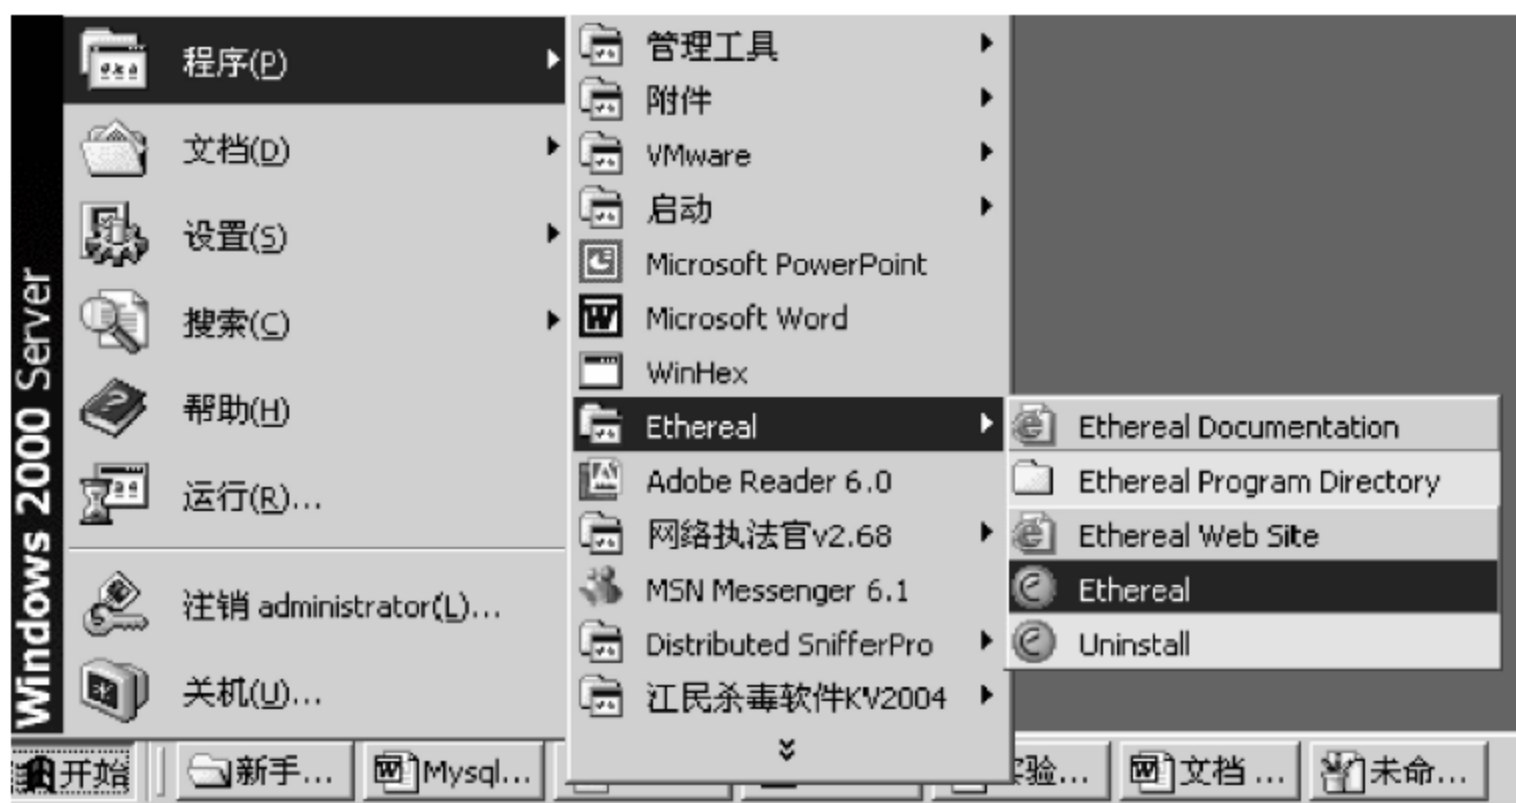 Windows 2000 Server
程序(P)
文档(D)
设置(S)
搜索(C)
帮助(H)
运行(R)...
注销 administrator(L)...
关机(U)...
管理工具
附件
VMware
启动
Microsoft PowerPoint
Microsoft Word
WinHex
Ethereal
Adobe Reader 6.0
网络执法官v2.68
MSN Messenger 6.1
Distributed SnifferPro
江民杀毒软件KV2004
Ethereal Documentation
Ethereal Program Directory
Ethereal Web Site
Ethereal
Uninstall
开始
新手...
Mysql...
验...
文档 ...
未命...